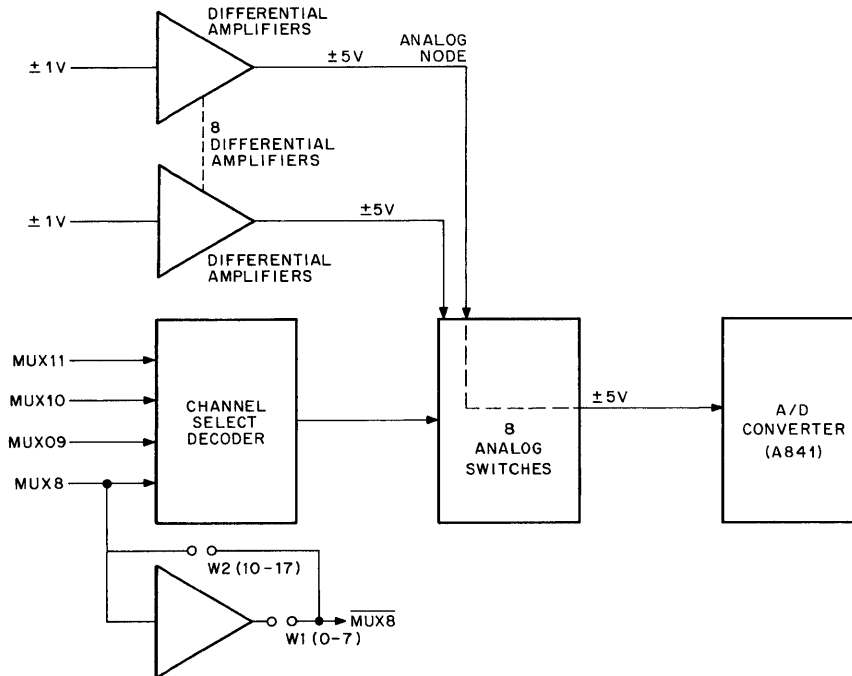 DIFFERENTIAL
AMPLIFIERS
±1V
±5V
ANALOG
NODE
8
DIFFERENTIAL
AMPLIFIERS
±1V
±5V
DIFFERENTIAL
AMPLIFIERS
MUX11
MUX10
MUX09
MUX8
CHANNEL
SELECT
DECODER
8
ANALOG
SWITCHES
±5V
A/D
CONVERTER
(A841)
W2 (10-17)
W1 (0-7)
MUX8